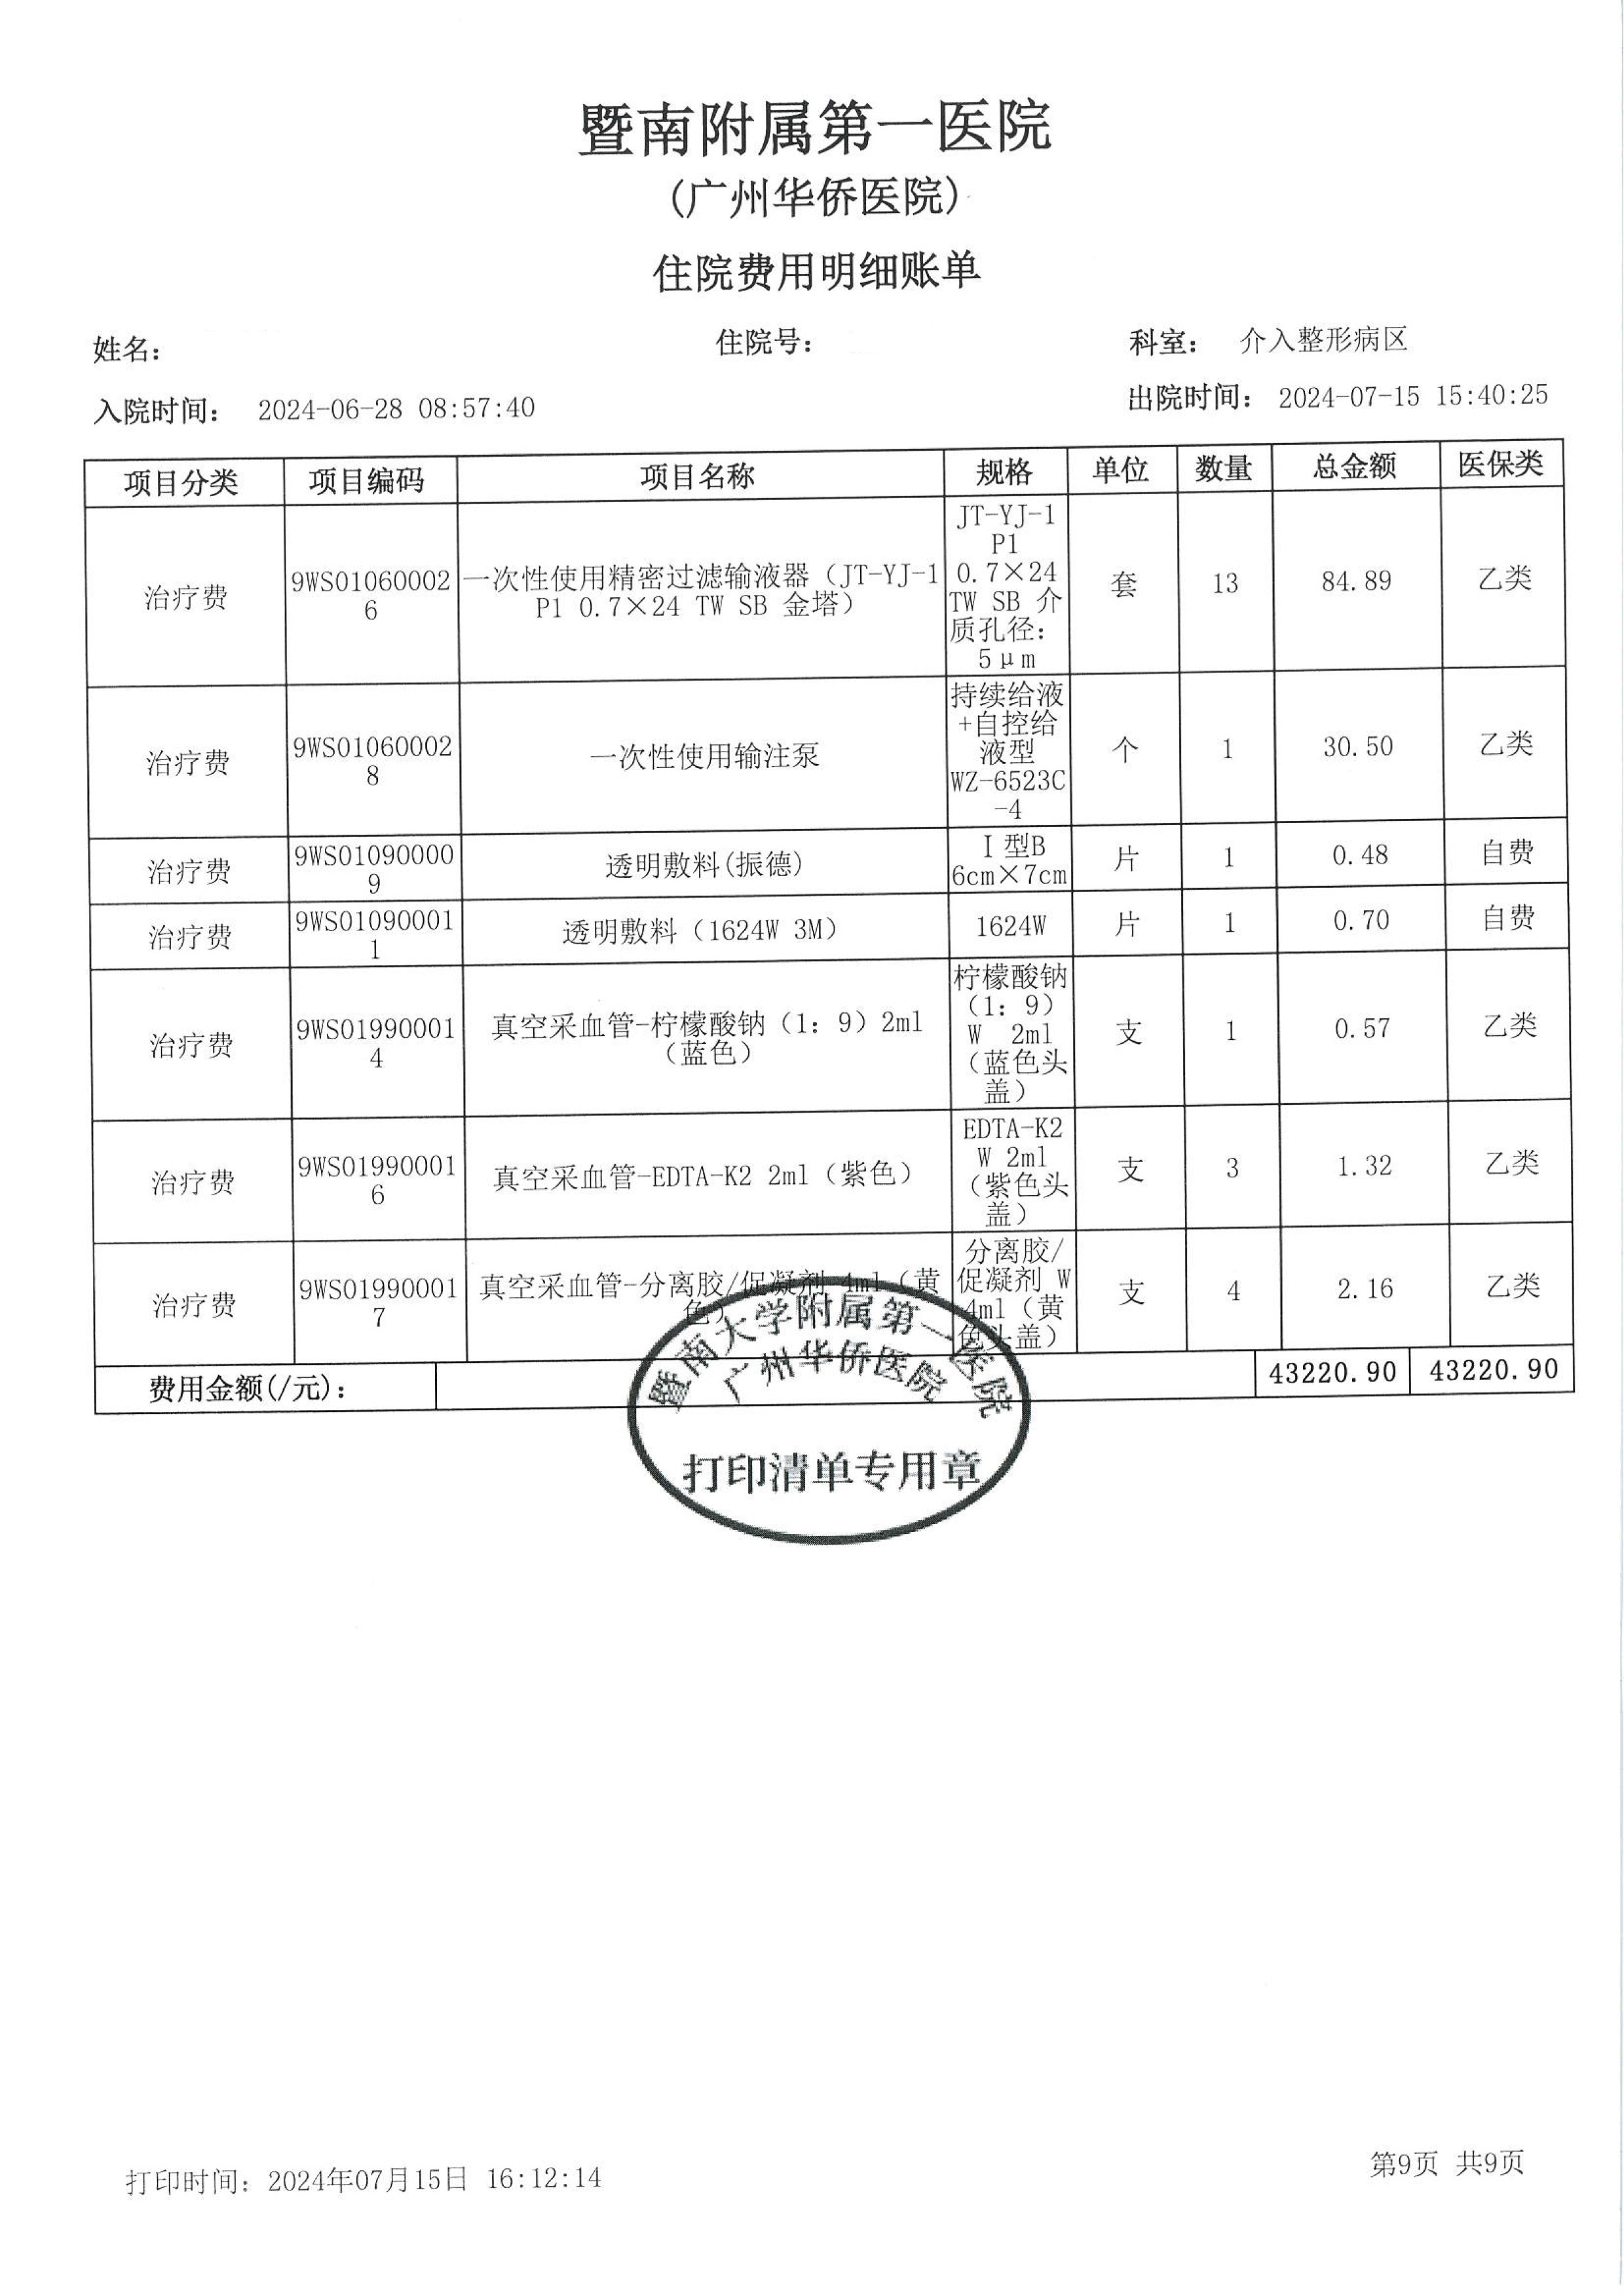 暨南附属第一医院
(广州华侨医院)
住院费用明细账单
姓名： 住院号： 科室： 介入整形病区
入院时间： 2024-06-28 08:57:40 出院时间： 2024-07-15 15:40:25
项目分类 项目编码 项目名称 规格 单位 数量 总金额 医保类
治疗费 9WS010600026 一次性使用精密过滤输液器（JT-YJ-1 P1 0.7×24 TW SB 金塔） JT-YJ-1 P1 0.7×24 TW SB 介质孔径：5μm 套 13 84.89 乙类
治疗费 9WS010600028 一次性使用输注泵 持续给液+自控给液型 WZ-6523C-4 个 1 30.50 乙类
治疗费 9WS010900009 透明敷料(振德) I型B 6cm×7cm 片 1 0.48 自费
治疗费 9WS010900011 透明敷料（1624W 3M） 1624W 片 1 0.70 自费
治疗费 9WS019900014 真空采血管-柠檬酸钠（1：9）2ml（蓝色） 柠檬酸钠（1：9）W 2ml（蓝色头盖） 支 1 0.57 乙类
治疗费 9WS019900016 真空采血管-EDTA-K2 2ml（紫色） EDTA-K2 W 2ml（紫色头盖） 支 3 1.32 乙类
治疗费 9WS019900017 真空采血管-分离胶/促凝剂 4ml（黄色） 分离胶/促凝剂 W 4ml（黄色头盖） 支 4 2.16 乙类
费用金额(/元)： 43220.90 43220.90
暨南大学附属第一医院
广州华侨医院
打印清单专用章
打印时间：2024年07月15日 16:12:14 第9页 共9页